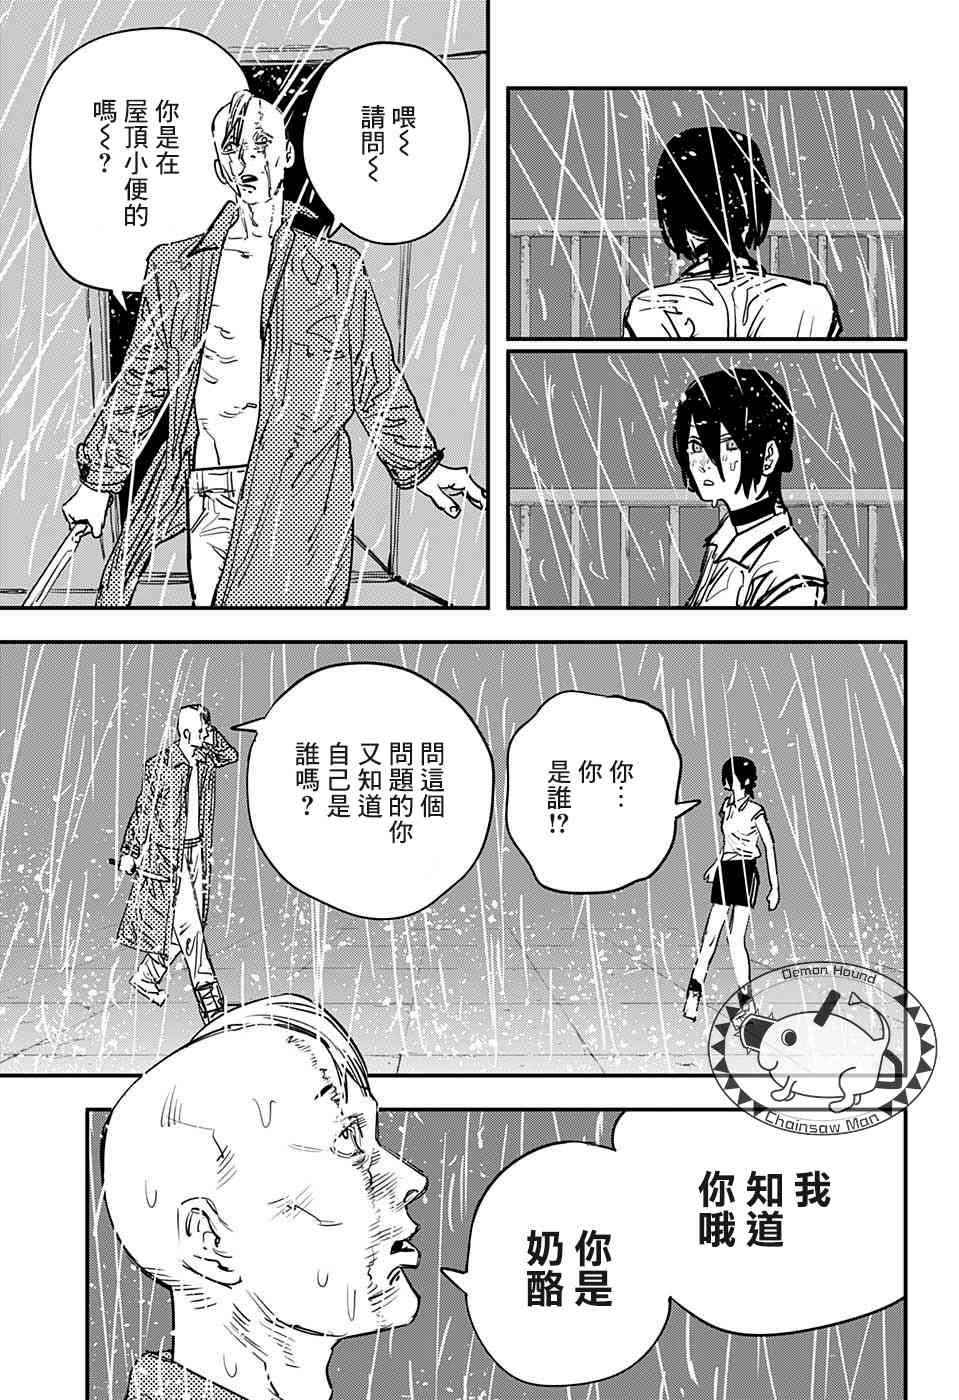 喂～
請問～
你是在
屋頂小便的
嗎～?
你…
你
是誰
!?
問這個
問題的你
又知道
自己是
誰嗎?
我
知道
你哦
你是
奶酪
Demon Hound
Chainsaw Man